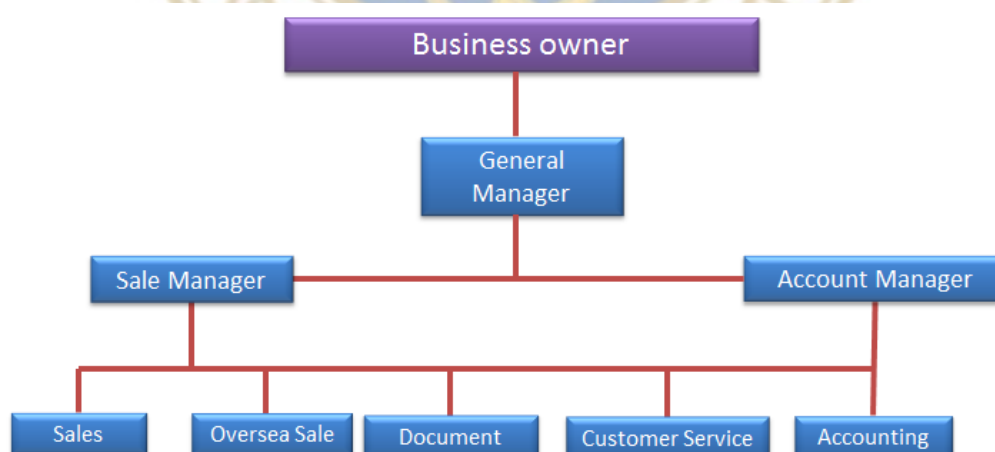 Business owner
General
Manager
Sale Manager
Account Manager
Sales
Oversea Sale
Document
Customer Service
Accounting